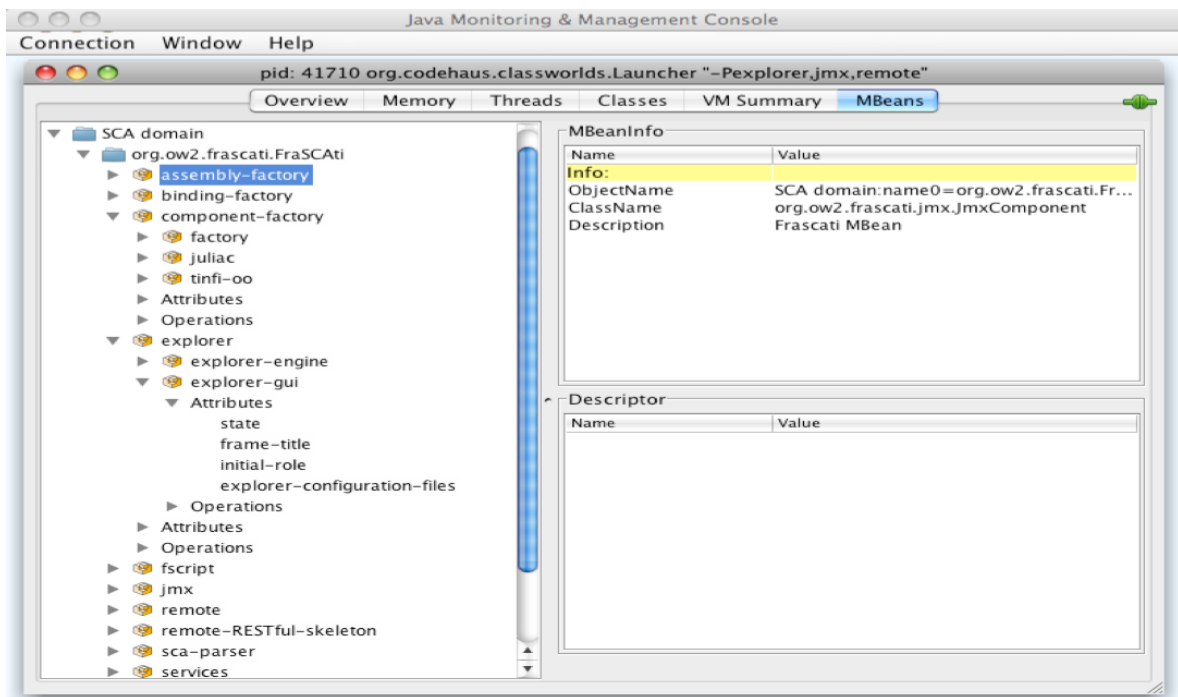 Java Monitoring & Management Console
Connection Window Help
pid: 41710 org.codehaus.classworlds.Launcher "-Pexplorer,jmx,remote"
Overview Memory Threads Classes VM Summary MBeans
SCA domain
org.ow2.frascati.FraSCAti
assembly-factory
binding-factory
component-factory
factory
juliac
tinfi-oo
Attributes
Operations
explorer
explorer-engine
explorer-gui
Attributes
state
frame-title
initial-role
explorer-configuration-files
Operations
Attributes
Operations
fscript
jmx
remote
remote-RESTful-skeleton
sca-parser
services
MBeanInfo
Name Value
Info:
ObjectName SCA domain:name0=org.ow2.frascati.Fr...
ClassName org.ow2.frascati.jmx.JmxComponent
Description Frascati MBean
Descriptor
Name Value